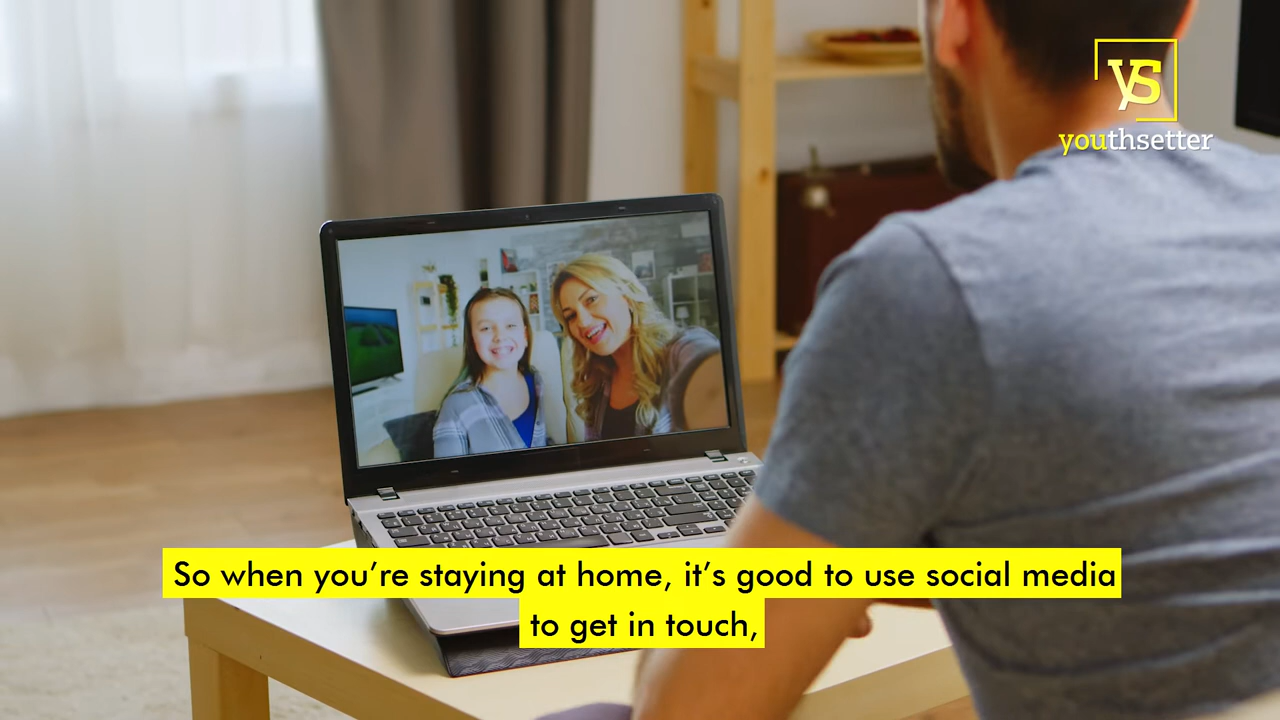 YS
youthsetter
So when you're staying at home, it's good to use social media
to get in touch,